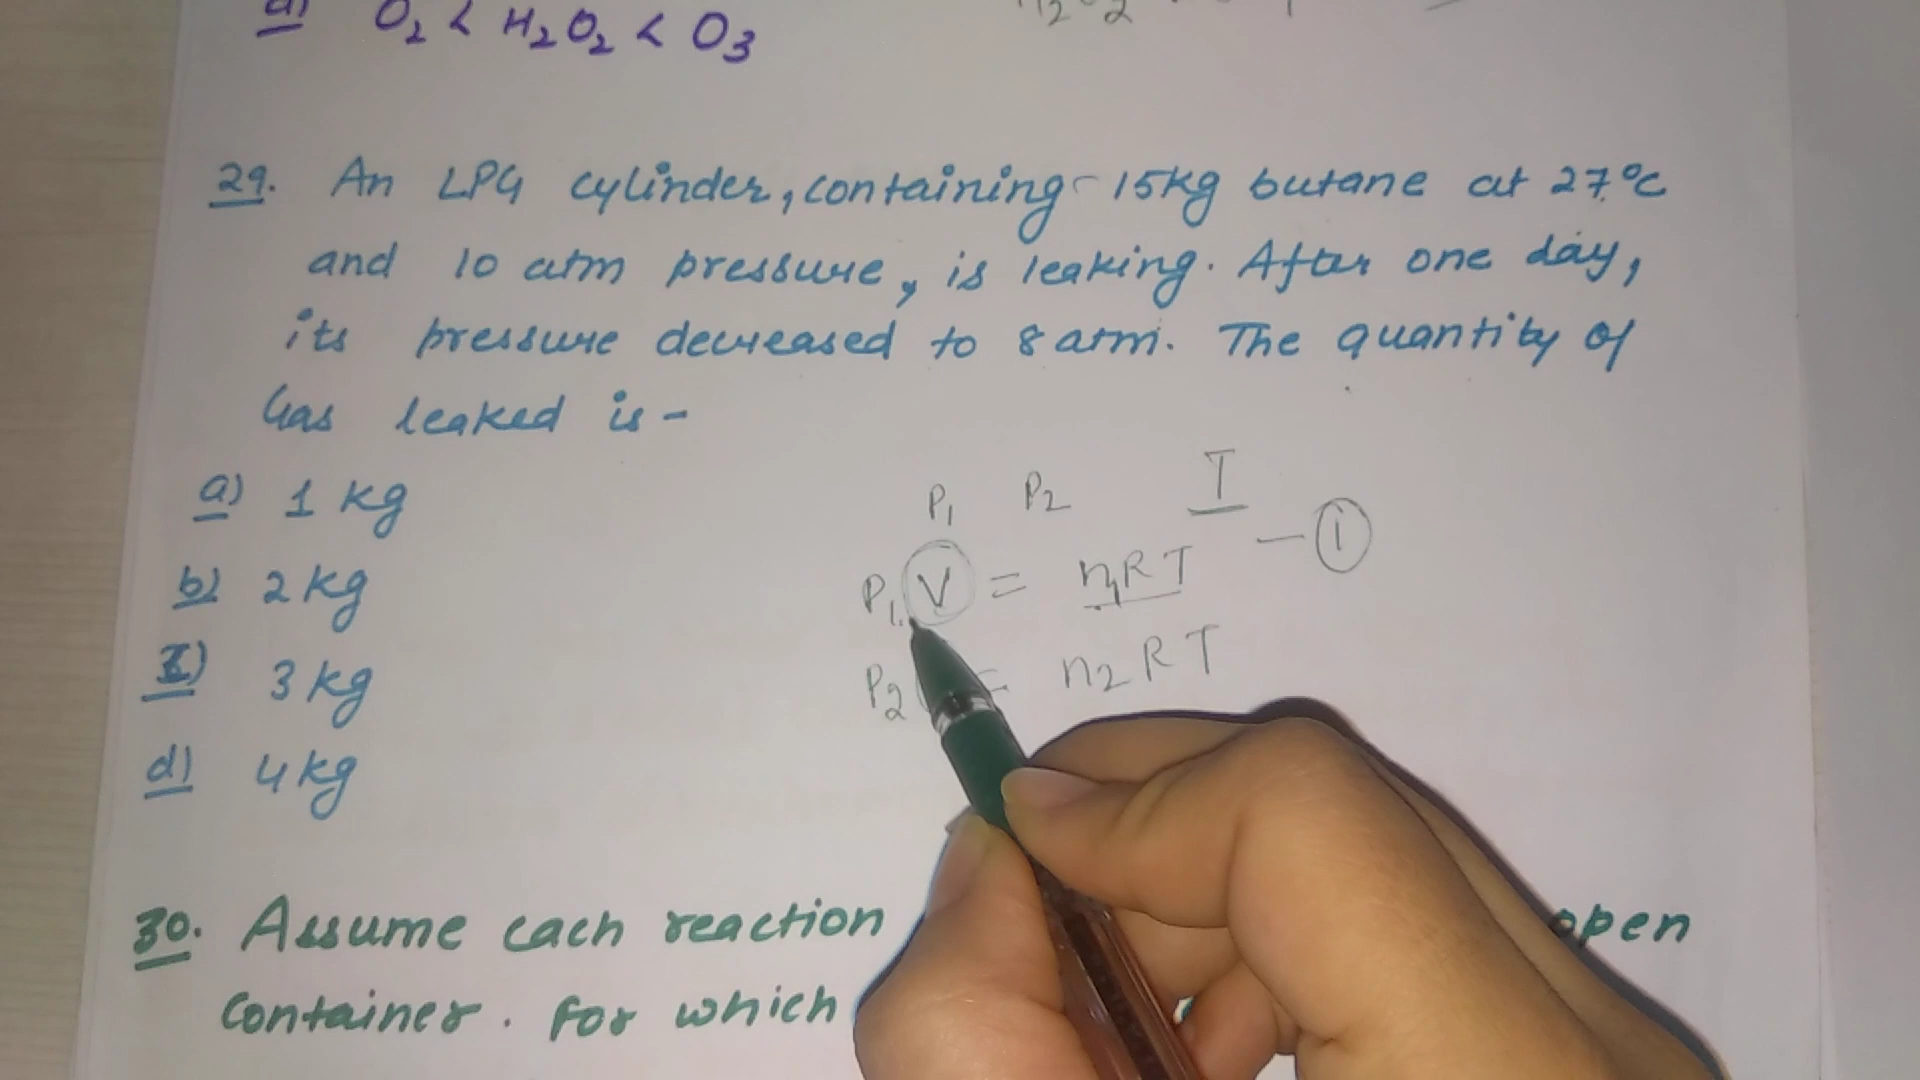 a) O2 < H2O2 < O3
29. An LPG cylinder, containing 15kg butane at 27°C
and 10 atm pressure, is leaking. After one day,
its pressure decreased to 8 atm. The quantity of
Gas leaked is -
a) 1 kg
b) 2 kg
3 kg
d) 4 kg
P1 P2 T
P1 V = n1RT — 1
P2 = n2RT
30. Assume each reaction open
Container. For which